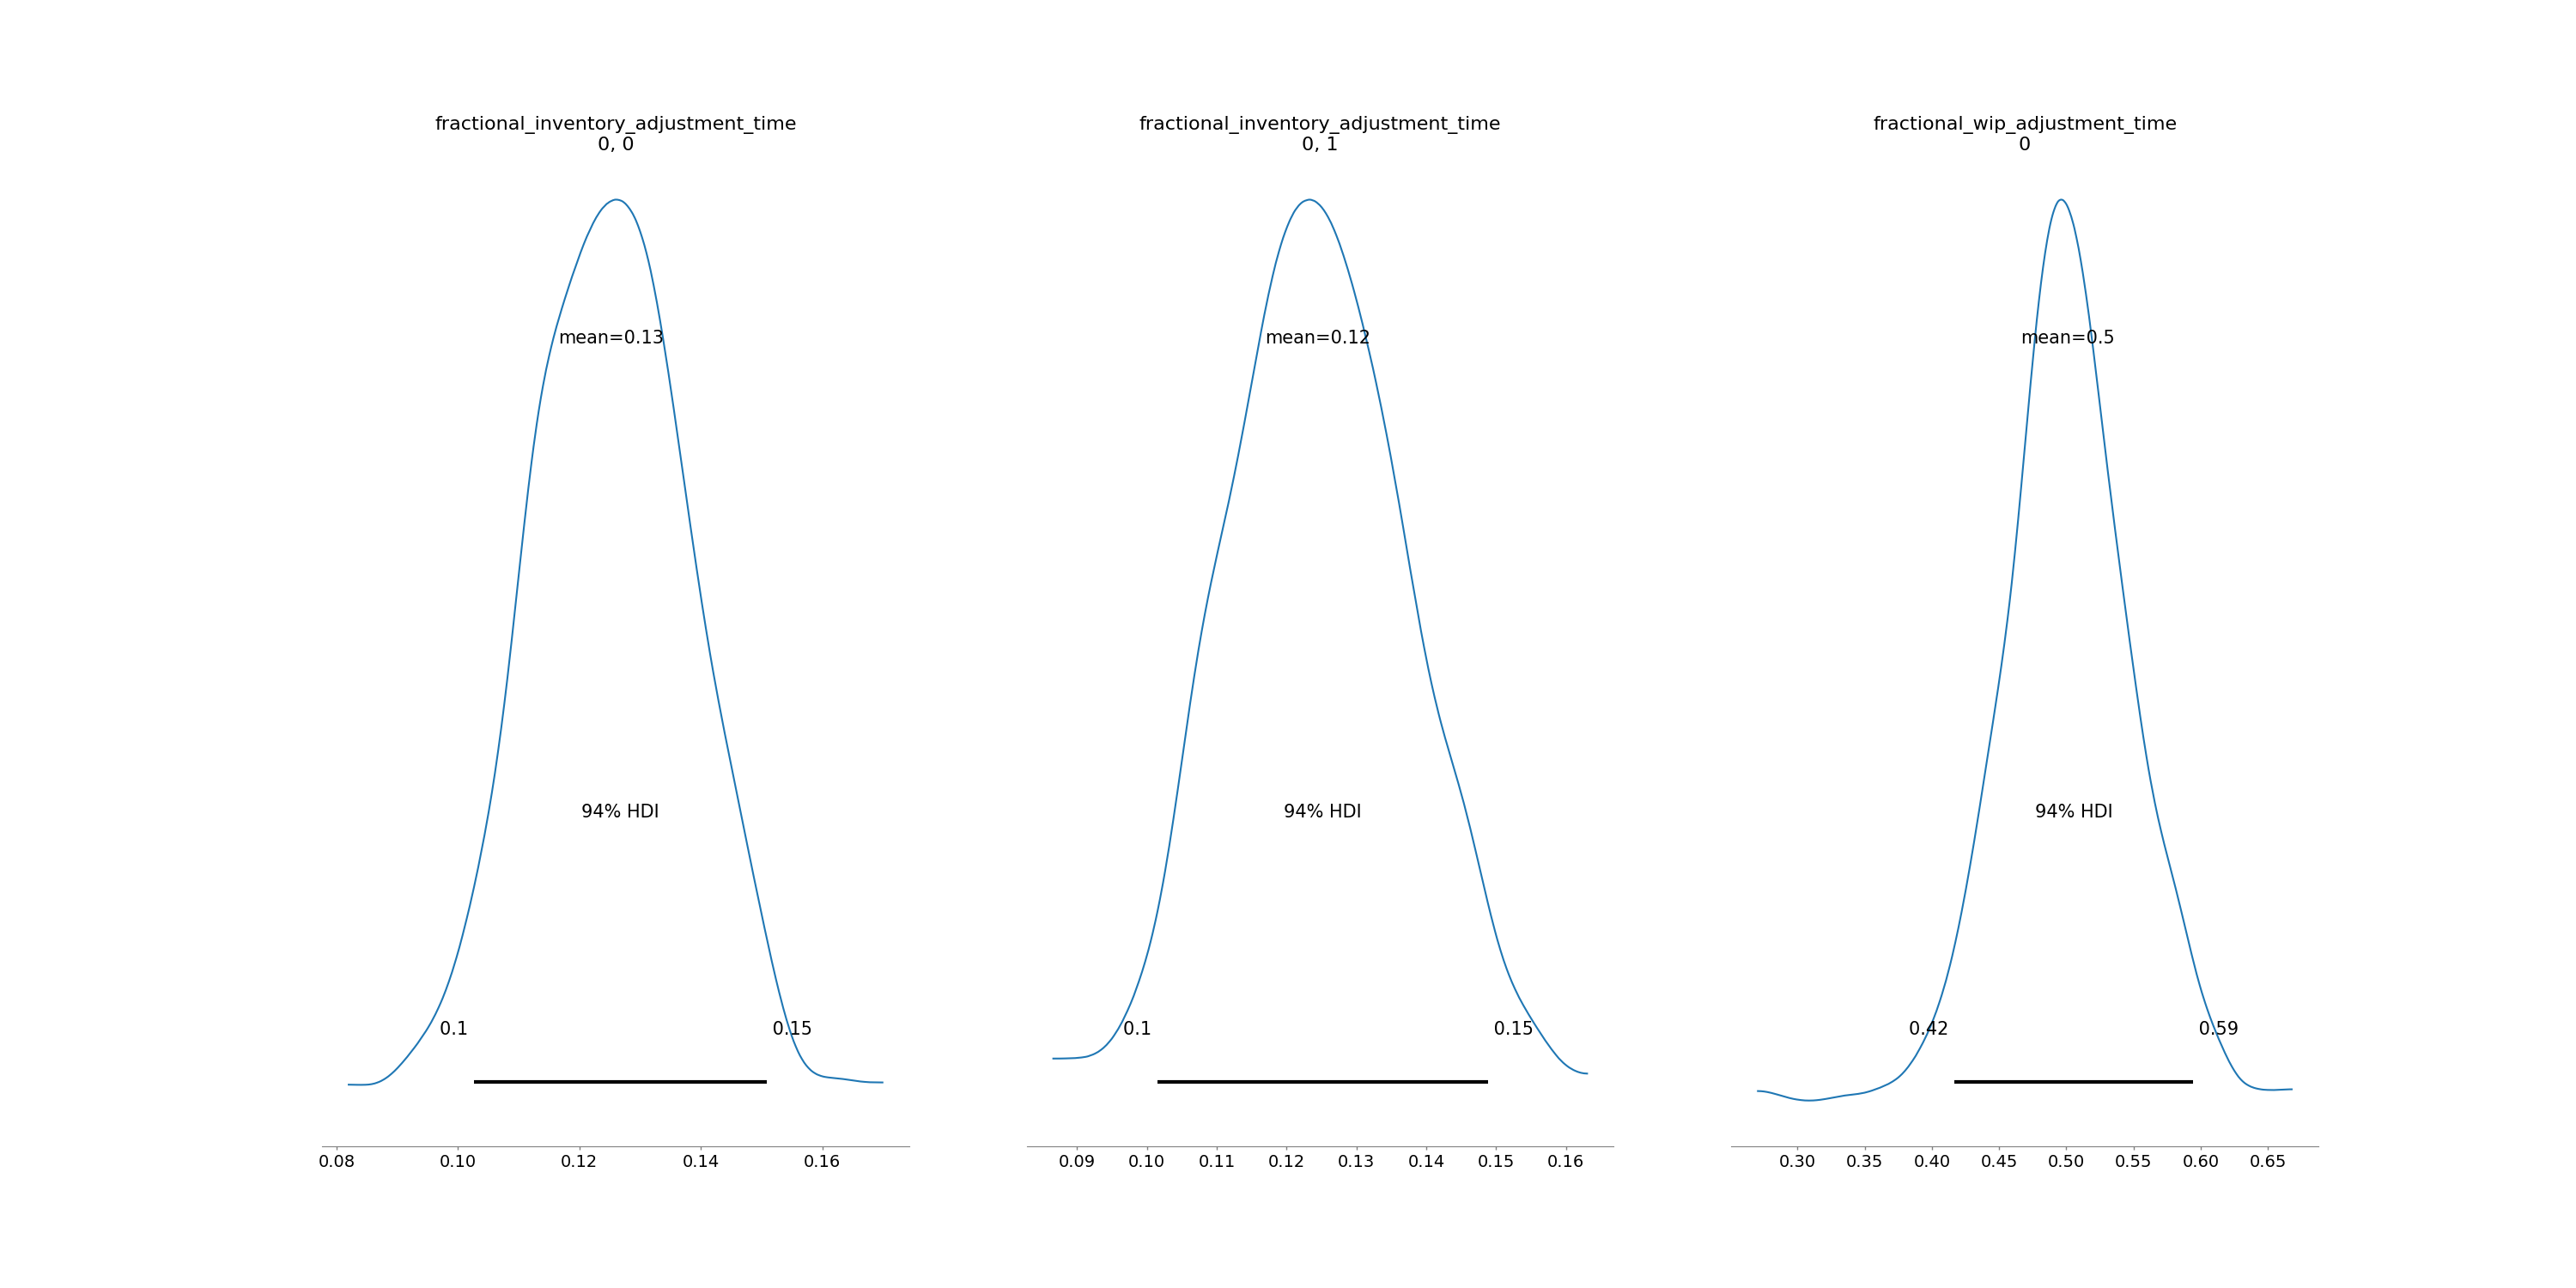 fractional_inventory_adjustment_time
0, 0
mean=0.13
94% HDI
0.1
0.15
0.08 0.10 0.12 0.14 0.16
fractional_inventory_adjustment_time
0, 1
mean=0.12
94% HDI
0.1
0.15
0.09 0.10 0.11 0.12 0.13 0.14 0.15 0.16
fractional_wip_adjustment_time
0
mean=0.5
94% HDI
0.42
0.59
0.30 0.35 0.40 0.45 0.50 0.55 0.60 0.65